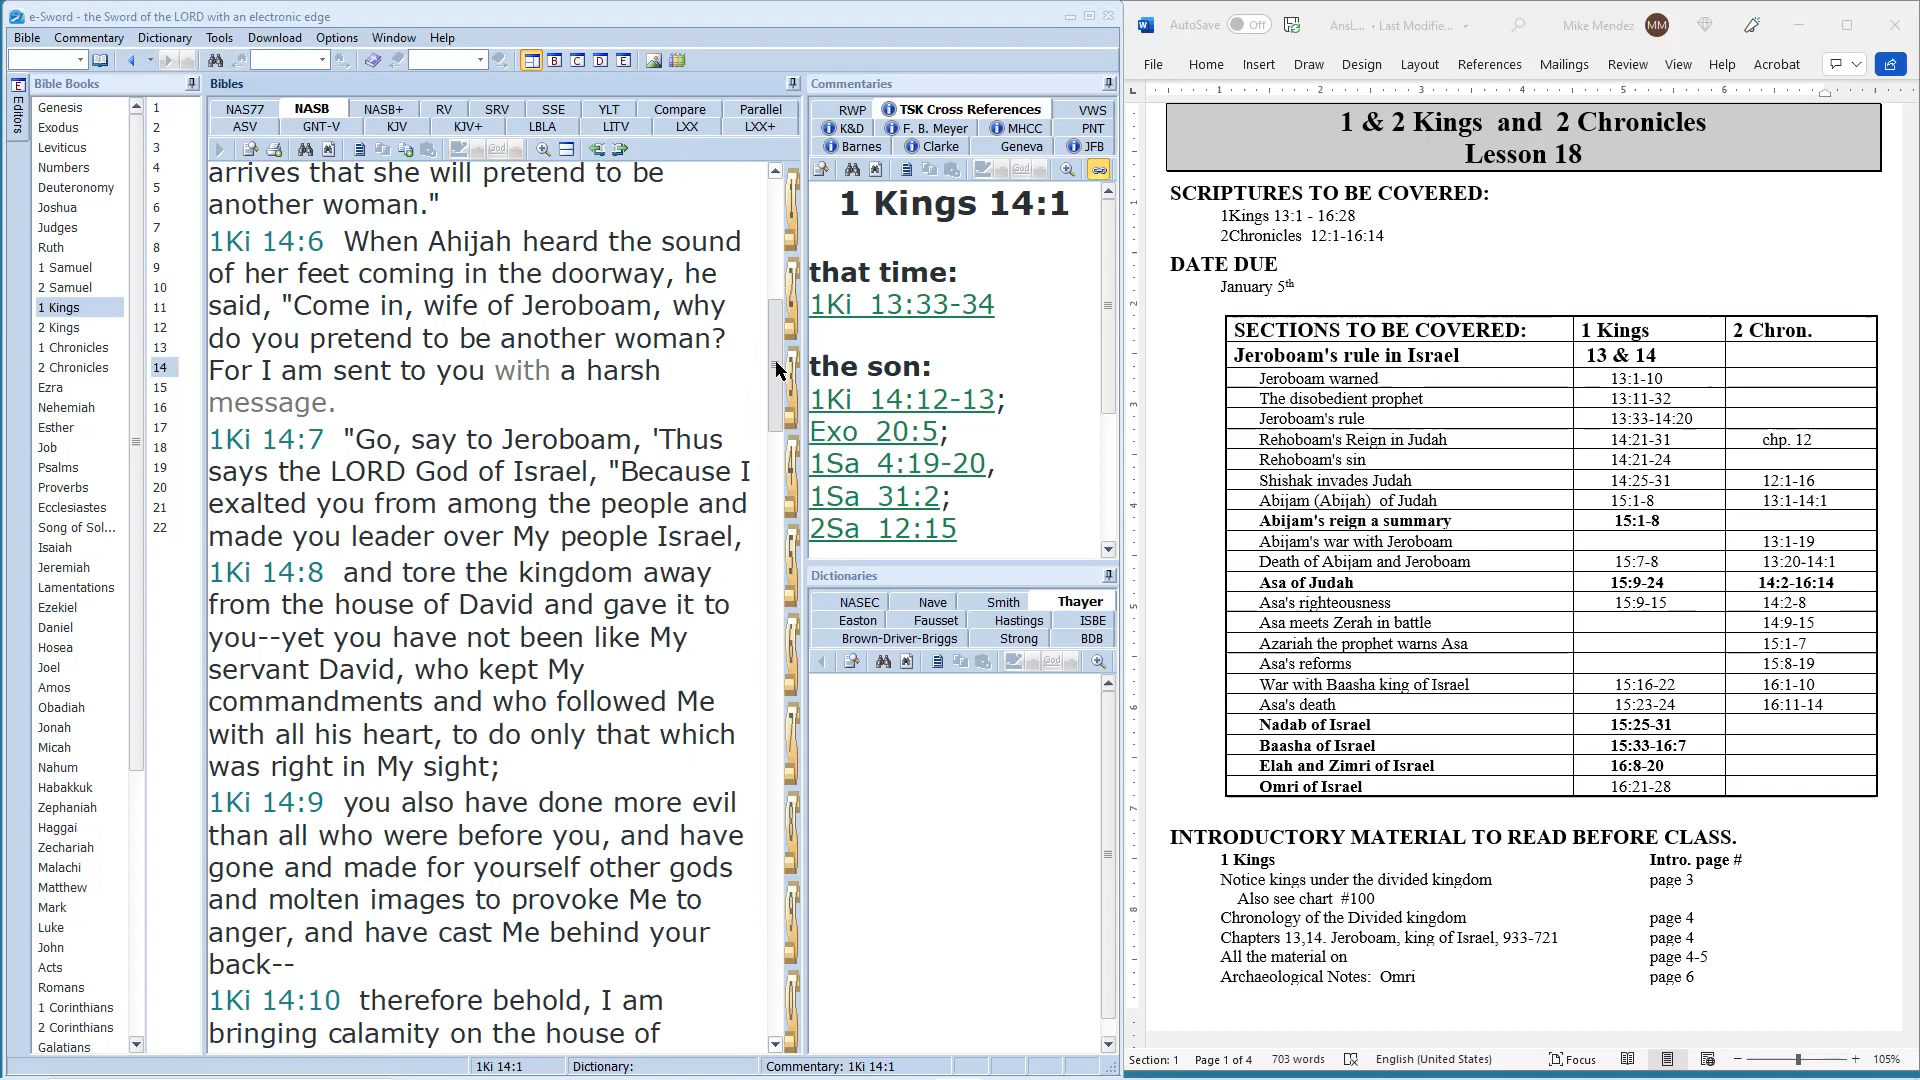 e-Sword - the Sword of the LORD with an electronic edge
Bible Commentary Dictionary Tools Download Options Window Help
B C D E
Editors
Bible Books
Genesis
Exodus
Leviticus
Numbers
Deuteronomy
Joshua
Judges
Ruth
1 Samuel
2 Samuel
1 Kings
2 Kings
1 Chronicles
2 Chronicles
Ezra
Nehemiah
Esther
Job
Psalms
Proverbs
Ecclesiastes
Song of Sol...
Isaiah
Jeremiah
Lamentations
Ezekiel
Daniel
Hosea
Joel
Amos
Obadiah
Jonah
Micah
Nahum
Habakkuk
Zephaniah
Haggai
Zechariah
Malachi
Matthew
Mark
Luke
John
Acts
Romans
1 Corinthians
2 Corinthians
Galatians
1
2
3
4
5
6
7
8
9
10
11
12
13
14
15
16
17
18
19
20
21
22
Bibles
NAS77 NASB NASB+ RV SRV SSE YLT Compare Parallel
ASV GNT-V KJV KJV+ LBLA LITV LXX LXX+
God
arrives that she will pretend to be
another woman."
1Ki 14:6 When Ahijah heard the sound
of her feet coming in the doorway, he
said, "Come in, wife of Jeroboam, why
do you pretend to be another woman?
For I am sent to you with a harsh
message.
1Ki 14:7 "Go, say to Jeroboam, 'Thus
says the LORD God of Israel, "Because I
exalted you from among the people and
made you leader over My people Israel,
1Ki 14:8 and tore the kingdom away
from the house of David and gave it to
you--yet you have not been like My
servant David, who kept My
commandments and who followed Me
with all his heart, to do only that which
was right in My sight;
1Ki 14:9 you also have done more evil
than all who were before you, and have
gone and made for yourself other gods
and molten images to provoke Me to
anger, and have cast Me behind your
back--
1Ki 14:10 therefore behold, I am
bringing calamity on the house of
Commentaries
RWP TSK Cross References VWS
K&D F. B. Meyer MHCC PNT
Barnes Clarke Geneva JFB
God
1 Kings 14:1
that time:
1Ki 13:33-34
the son:
1Ki 14:12-13;
Exo 20:5;
1Sa 4:19-20,
1Sa 31:2;
2Sa 12:15
Dictionaries
NASEC Nave Smith Thayer
Easton Fausset Hastings ISBE
Brown-Driver-Briggs Strong BDB
God
1Ki 14:1 Dictionary: Commentary: 1Ki 14:1
AutoSave Off AnsL... • Last Modifie... Mike Mendez MM
File Home Insert Draw Design Layout References Mailings Review View Help Acrobat
1 2 3 4 5 6
1
2
3
4
5
6
7
8
1 & 2 Kings and 2 Chronicles
Lesson 18
SCRIPTURES TO BE COVERED:
1Kings 13:1 - 16:28
2Chronicles 12:1-16:14
DATE DUE
January 5th
SECTIONS TO BE COVERED: 1 Kings 2 Chron.
Jeroboam's rule in Israel 13 & 14
Jeroboam warned 13:1-10
The disobedient prophet 13:11-32
Jeroboam's rule 13:33-14:20
Rehoboam's Reign in Judah 14:21-31 chp. 12
Rehoboam's sin 14:21-24
Shishak invades Judah 14:25-31 12:1-16
Abijam (Abijah) of Judah 15:1-8 13:1-14:1
Abijam's reign a summary 15:1-8
Abijam's war with Jeroboam 13:1-19
Death of Abijam and Jeroboam 15:7-8 13:20-14:1
Asa of Judah 15:9-24 14:2-16:14
Asa's righteousness 15:9-15 14:2-8
Asa meets Zerah in battle 14:9-15
Azariah the prophet warns Asa 15:1-7
Asa's reforms 15:8-19
War with Baasha king of Israel 15:16-22 16:1-10
Asa's death 15:23-24 16:11-14
Nadab of Israel 15:25-31
Baasha of Israel 15:33-16:7
Elah and Zimri of Israel 16:8-20
Omri of Israel 16:21-28
INTRODUCTORY MATERIAL TO READ BEFORE CLASS.
1 Kings Intro. page #
Notice kings under the divided kingdom page 3
Also see chart #100
Chronology of the Divided kingdom page 4
Chapters 13,14. Jeroboam, king of Israel, 933-721 page 4
All the material on page 4-5
Archaeological Notes: Omri page 6
Section: 1 Page 1 of 4 703 words English (United States) Focus 105%